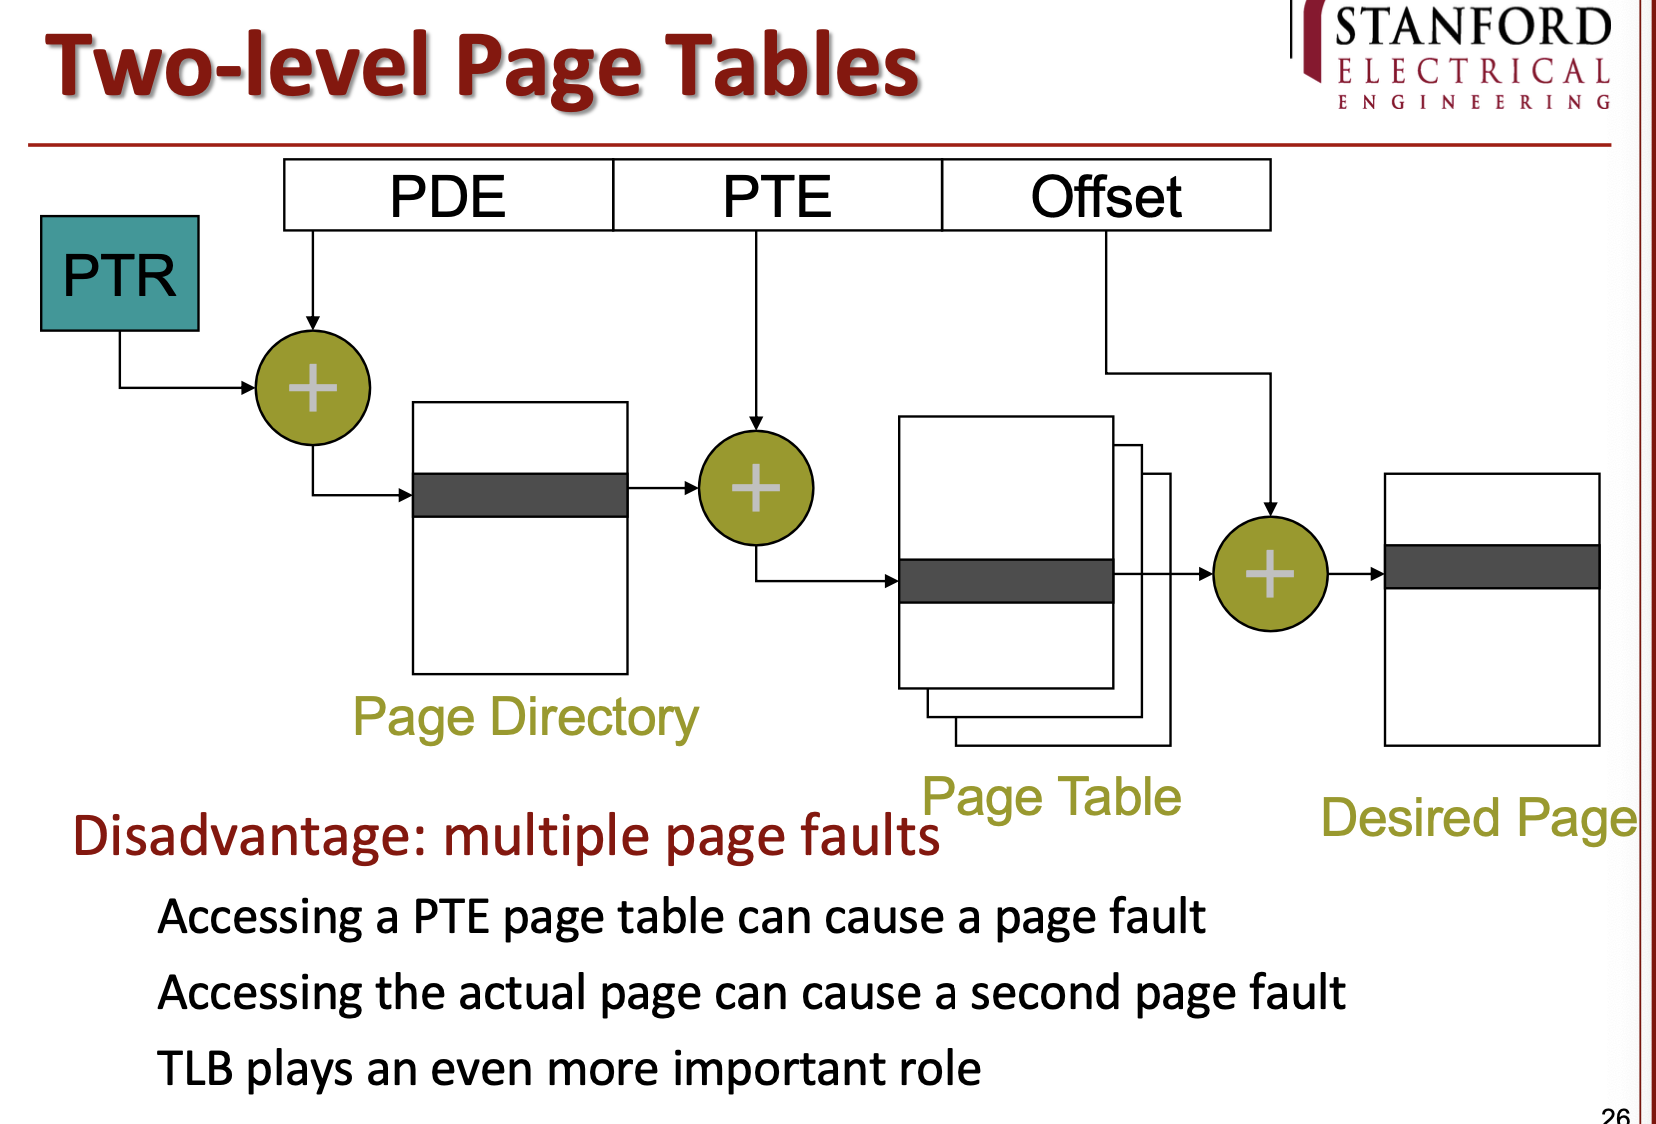 Two-level Page Tables
STANFORD
ELECTRICAL
ENGINEERING
PDE PTE Offset
PTR
+
+
+
Page Directory
Page Table
Desired Page
Disadvantage: multiple page faults
Accessing a PTE page table can cause a page fault
Accessing the actual page can cause a second page fault
TLB plays an even more important role
26